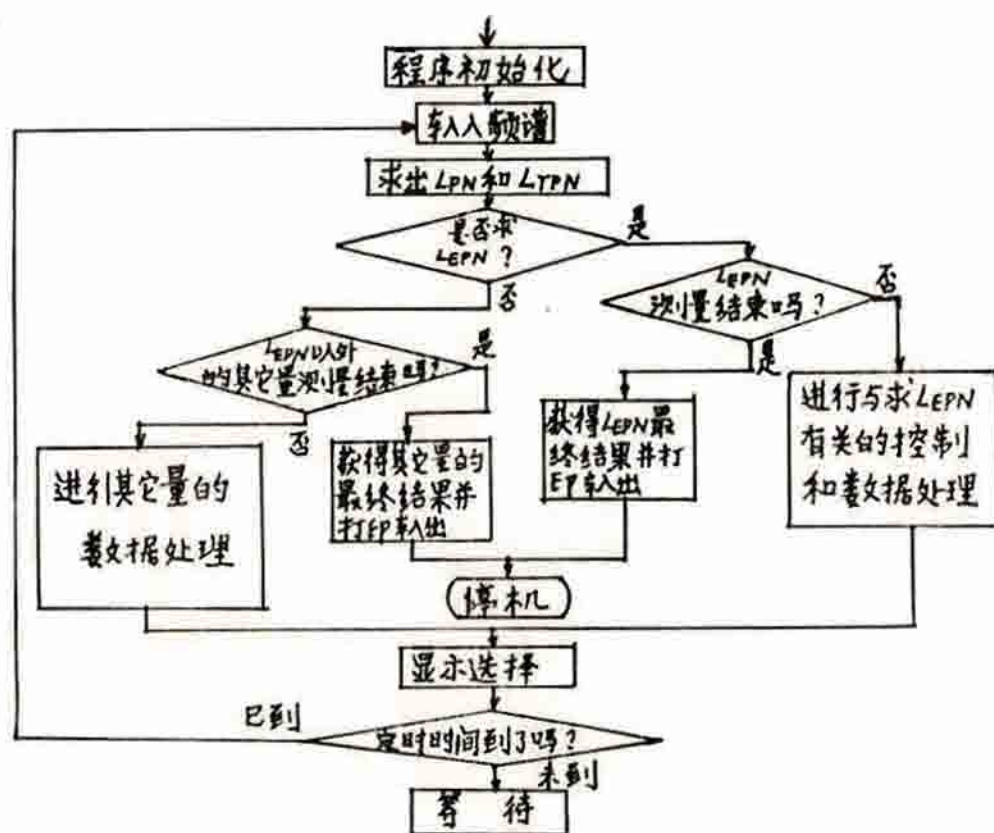 程序初始化
输入频谱
求出LPN和LTPN
是否求
LEPN？
是
否
LEPN
测量结束吗？
否
是
LEPN以外
的其它量测量结束吗？
是
否
进行其它量的
数据处理
获得其它量的
最终结果并
打印输出
获得LEPN最
终结果并打
印输出
进行与求LEPN
有关的控制
和数据处理
停机
显示选择
定时时间到了吗？
已到
未到
等 待